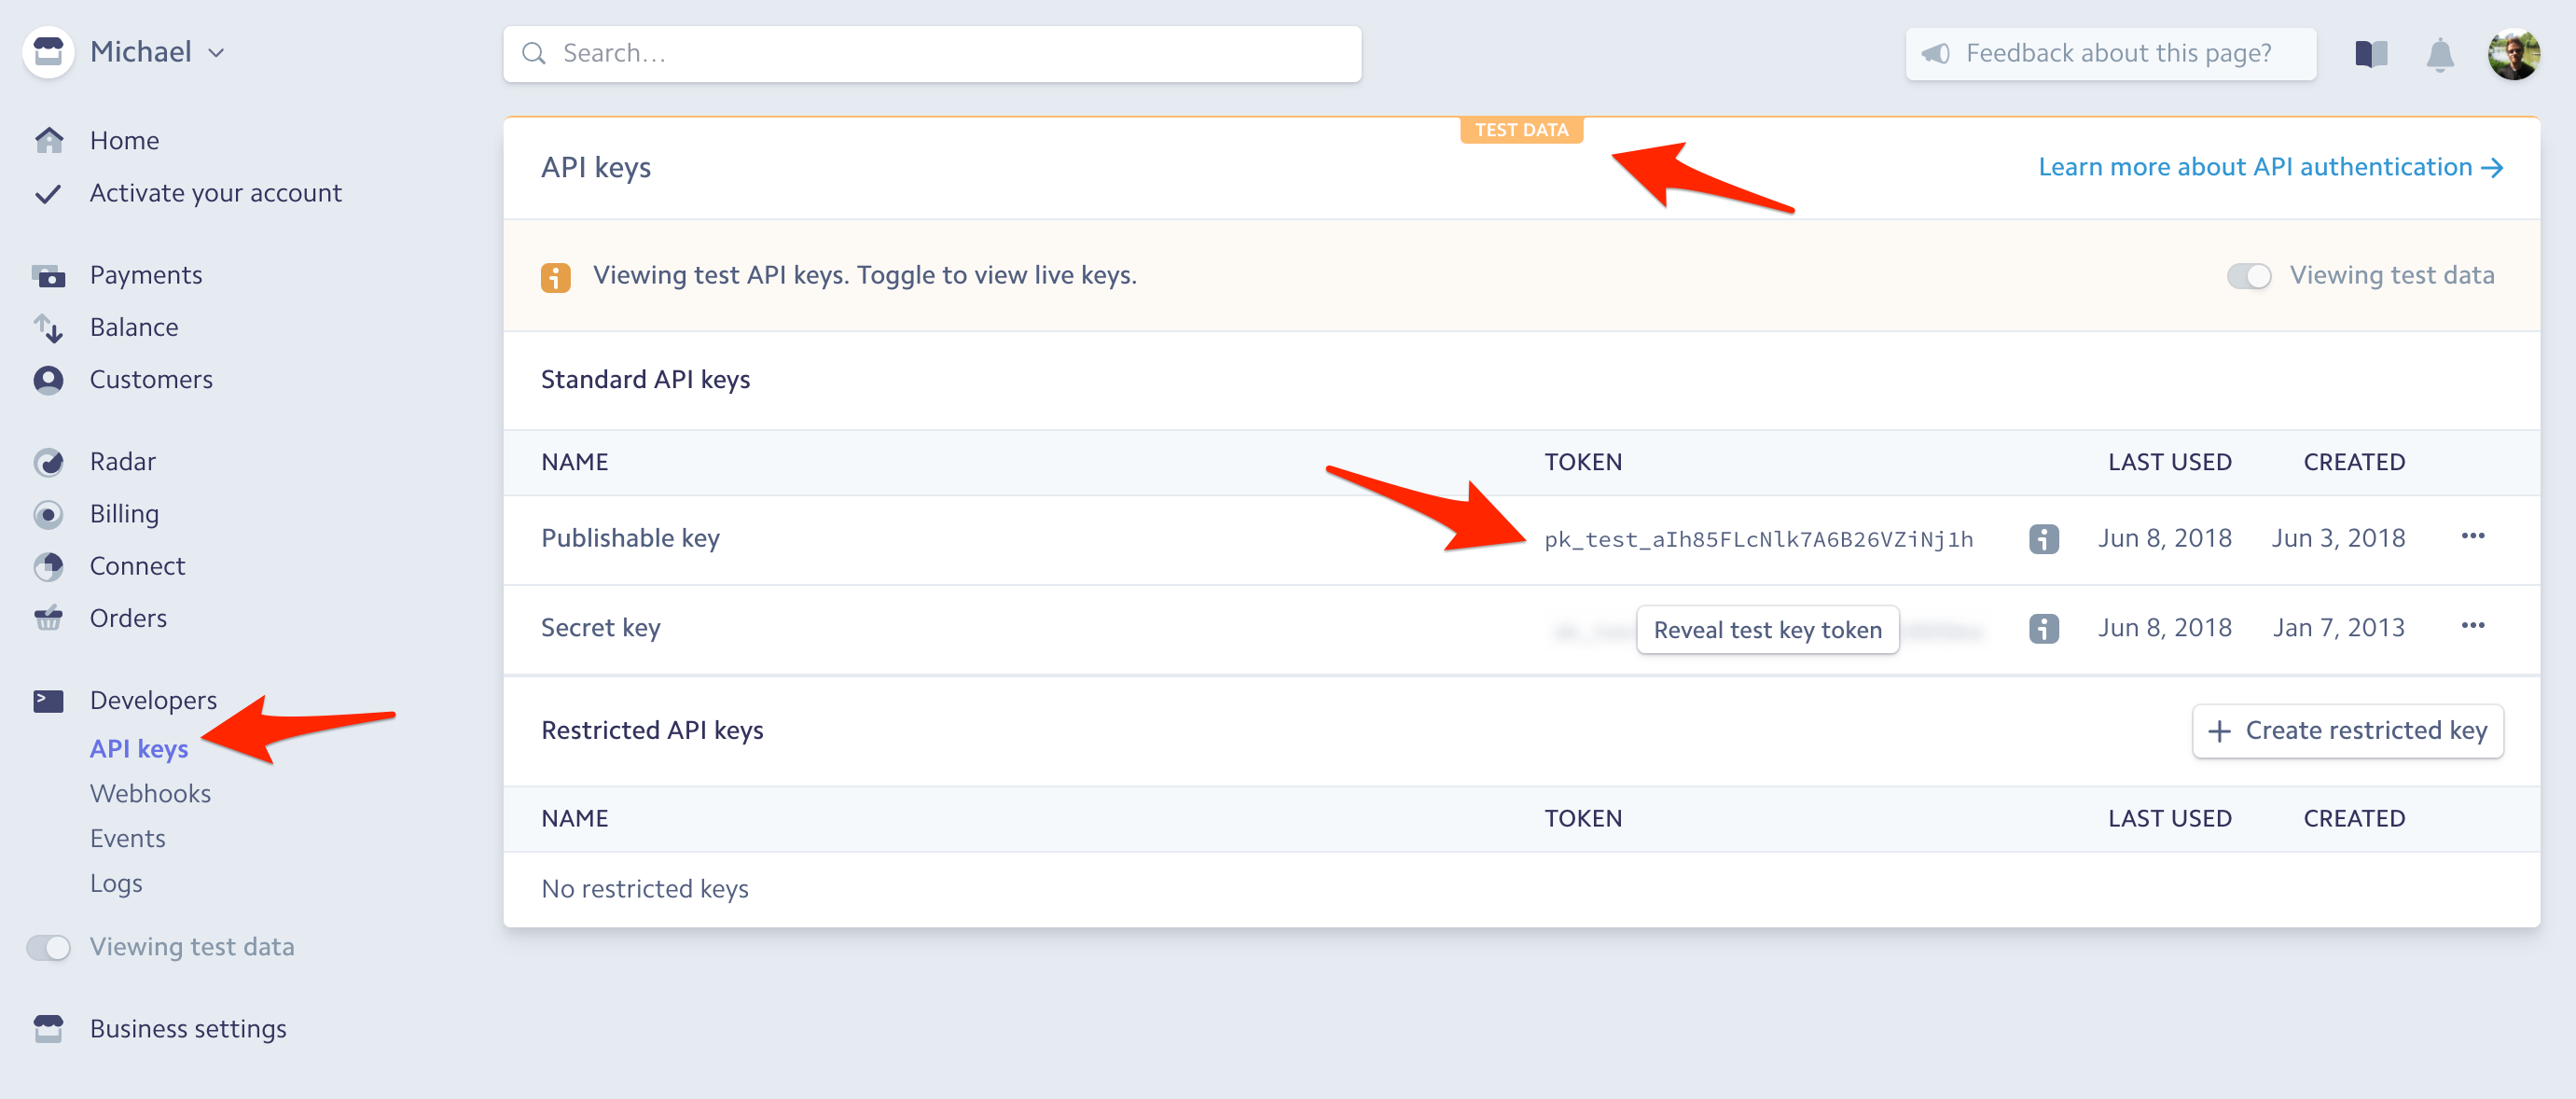 Michael
Search...
Feedback about this page?
Home
Activate your account
Payments
Balance
Customers
Radar
Billing
Connect
Orders
Developers
API keys
Webhooks
Events
Logs
Viewing test data
Business settings
TEST DATA
API keys
Learn more about API authentication →
Viewing test API keys. Toggle to view live keys.
Viewing test data
Standard API keys
NAME TOKEN LAST USED CREATED
Publishable key pk_test_aIh85FLcNlk7A6B26VZiNj1h Jun 8, 2018 Jun 3, 2018
Secret key Reveal test key token Jun 8, 2018 Jan 7, 2013
Restricted API keys
+ Create restricted key
NAME TOKEN LAST USED CREATED
No restricted keys